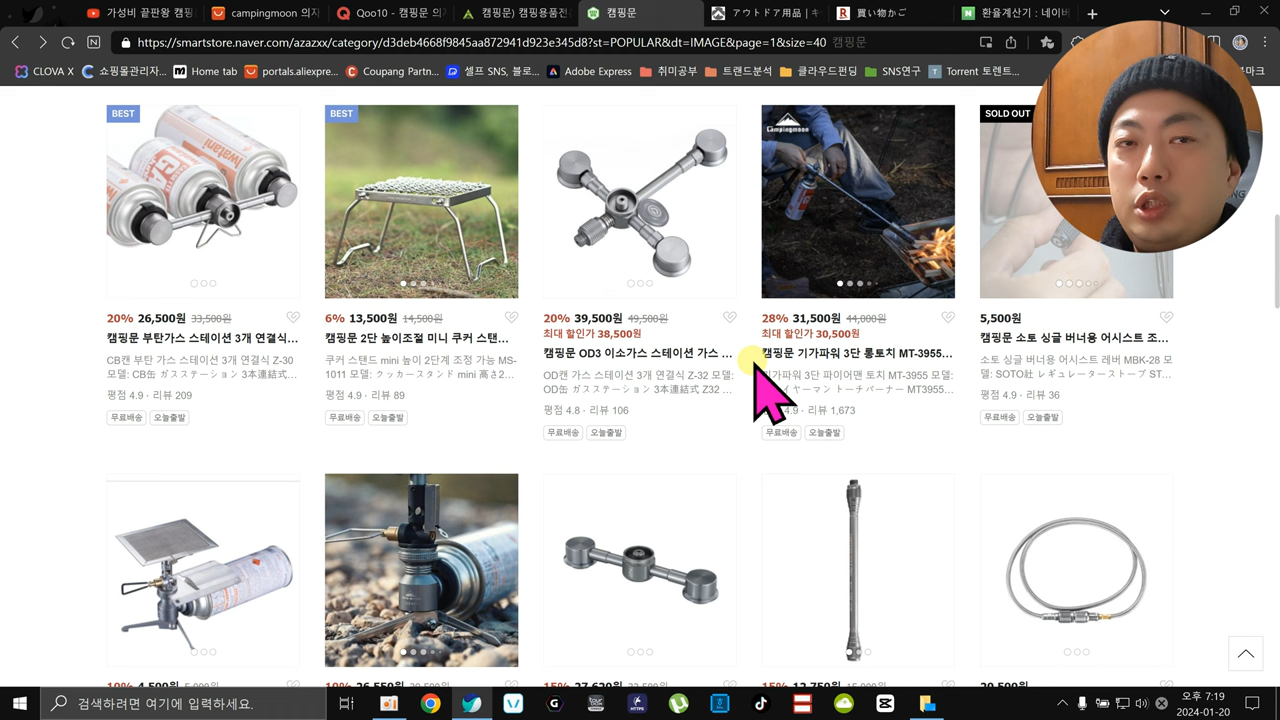 가성비 끝판왕 캠핑
campingmoon 의자
Qoo10 - 캠핑문 의자
캠핑문) 캠핑용품전
캠핑문
アウトドア用品 | キ
買い物かご
환율계산기 : 네이버
https://smartstore.naver.com/azazxx/category/d3deb4668f9845aa872941d923e345d8?st=POPULAR&dt=IMAGE&page=1&size=40 캠핑문
CLOVA X
쇼핑몰관리자...
Home tab
portals.aliexpre...
Coupang Partn...
셀프 SNS, 블로...
Adobe Express
취미공부
트랜드분석
클라우드펀딩
SNS연구
Torrent 토렌트...
북마크
BEST
BEST
Campingmoon
SOLD OUT
Iwatani
20% 26,500원 33,500원
캠핑문 부탄가스 스테이션 3개 연결식...
CB캔 부탄 가스 스테이션 3개 연결식 Z-30
모델: CB缶 ガスステーション 3本連結式...
평점 4.9 · 리뷰 209
무료배송 오늘출발
6% 13,500원 14,500원
캠핑문 2단 높이조절 미니 쿠커 스탠...
쿠커 스탠드 mini 높이 2단계 조정 가능 MS-
1011 모델: クッカースタンド mini 高さ2...
평점 4.9 · 리뷰 89
무료배송 오늘출발
20% 39,500원 49,500원
최대 할인가 38,500원
캠핑문 OD3 이소가스 스테이션 가스 ...
OD캔 가스 스테이션 3개 연결식 Z-32 모델:
OD缶 ガスステーション 3本連結式 Z32 ...
평점 4.8 · 리뷰 106
무료배송 오늘출발
28% 31,500원 44,000원
최대 할인가 30,500원
캠핑문 기가파워 3단 롱토치 MT-3955...
기가파워 3단 파이어맨 토치 MT-3955 모델:
イヤーマン トーチバーナー MT3955...
4.9 · 리뷰 1,673
무료배송 오늘출발
5,500원
캠핑문 소토 싱글 버너용 어시스트 조...
소토 싱글 버너용 어시스트 레버 MBK-28 모
델: SOTO社 レギュレーターストーブ ST...
평점 4.9 · 리뷰 36
무료배송 오늘출발
검색하려면 여기에 입력하세요.
오후 7:19
2024-01-20